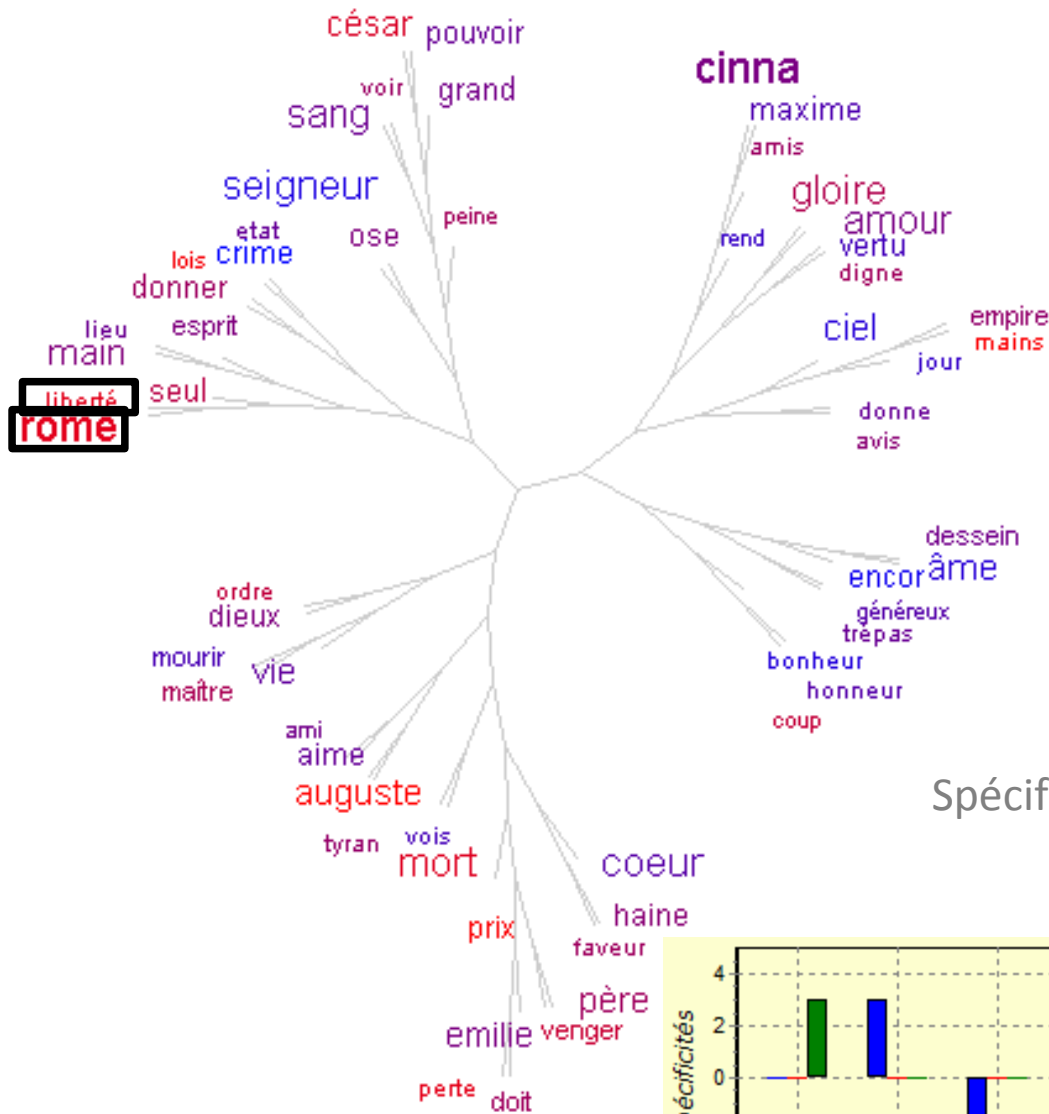 césar pouvoir
cinna
voir grand
maxime
sang
amis
seigneur
gloire
peine
amour
etat ose
rend vertu
lois crime
digne
donner
lieu esprit
ciel empire
main
mains
jour
liberté seul
donne
rome
avis
dessein
encor âme
ordre
dieux
généreux
trépas
mourir vie
bonheur
maître
honneur
coup
ami
aime
auguste
Spécif
tyran vois
mort coeur
haine
prix
faveur
père
emilie venger
perte
doit
4
2
0
pécificités